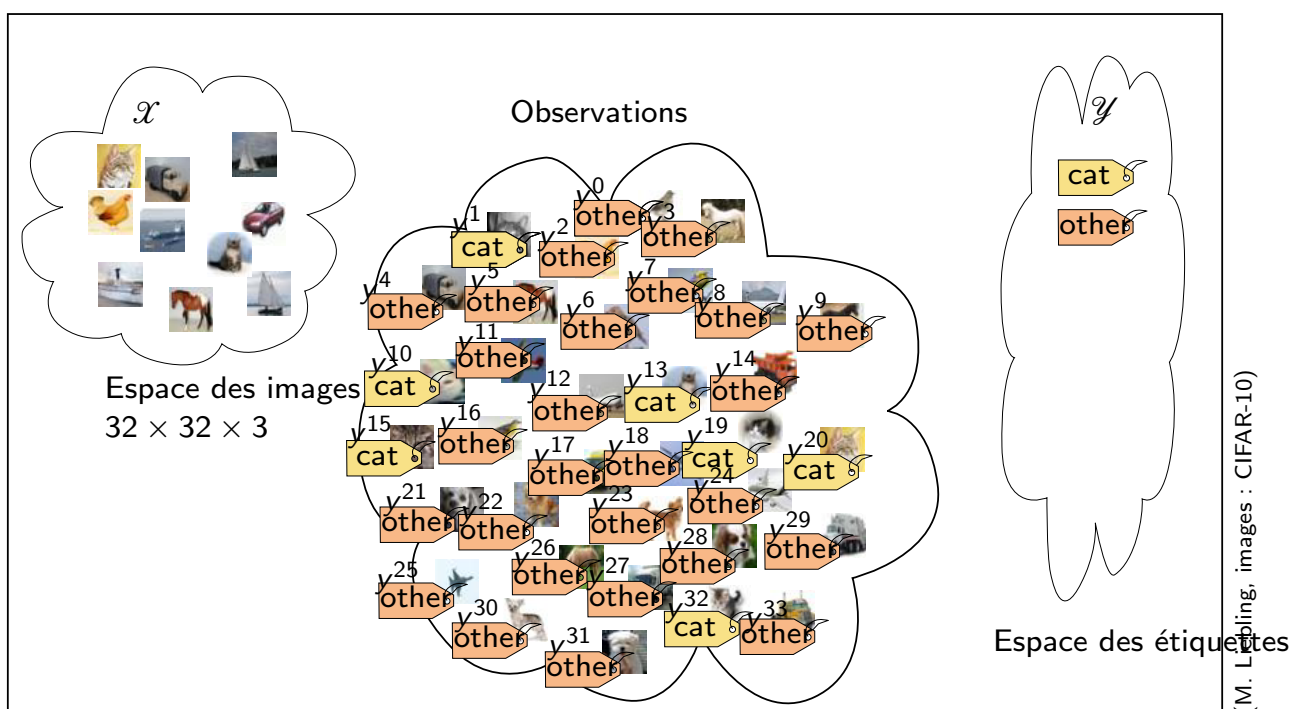 𝒳
Observations
𝒴
cat
other
y0
other
y1
cat
y2
other
y3
other
y4
other
y5
other
y6
other
y7
other
y8
other
y9
other
y10
cat
y11
other
y12
other
y13
cat
y14
other
y15
cat
y16
other
y17
other
y18
other
y19
cat
y20
cat
y21
other
y22
other
y23
other
y24
other
y25
other
y26
other
y27
other
y28
other
y29
other
y30
other
y31
other
y32
cat
y33
other
Espace des images
32 × 32 × 3
Espace des étiquettes
(M. Liebling, images : CIFAR-10)